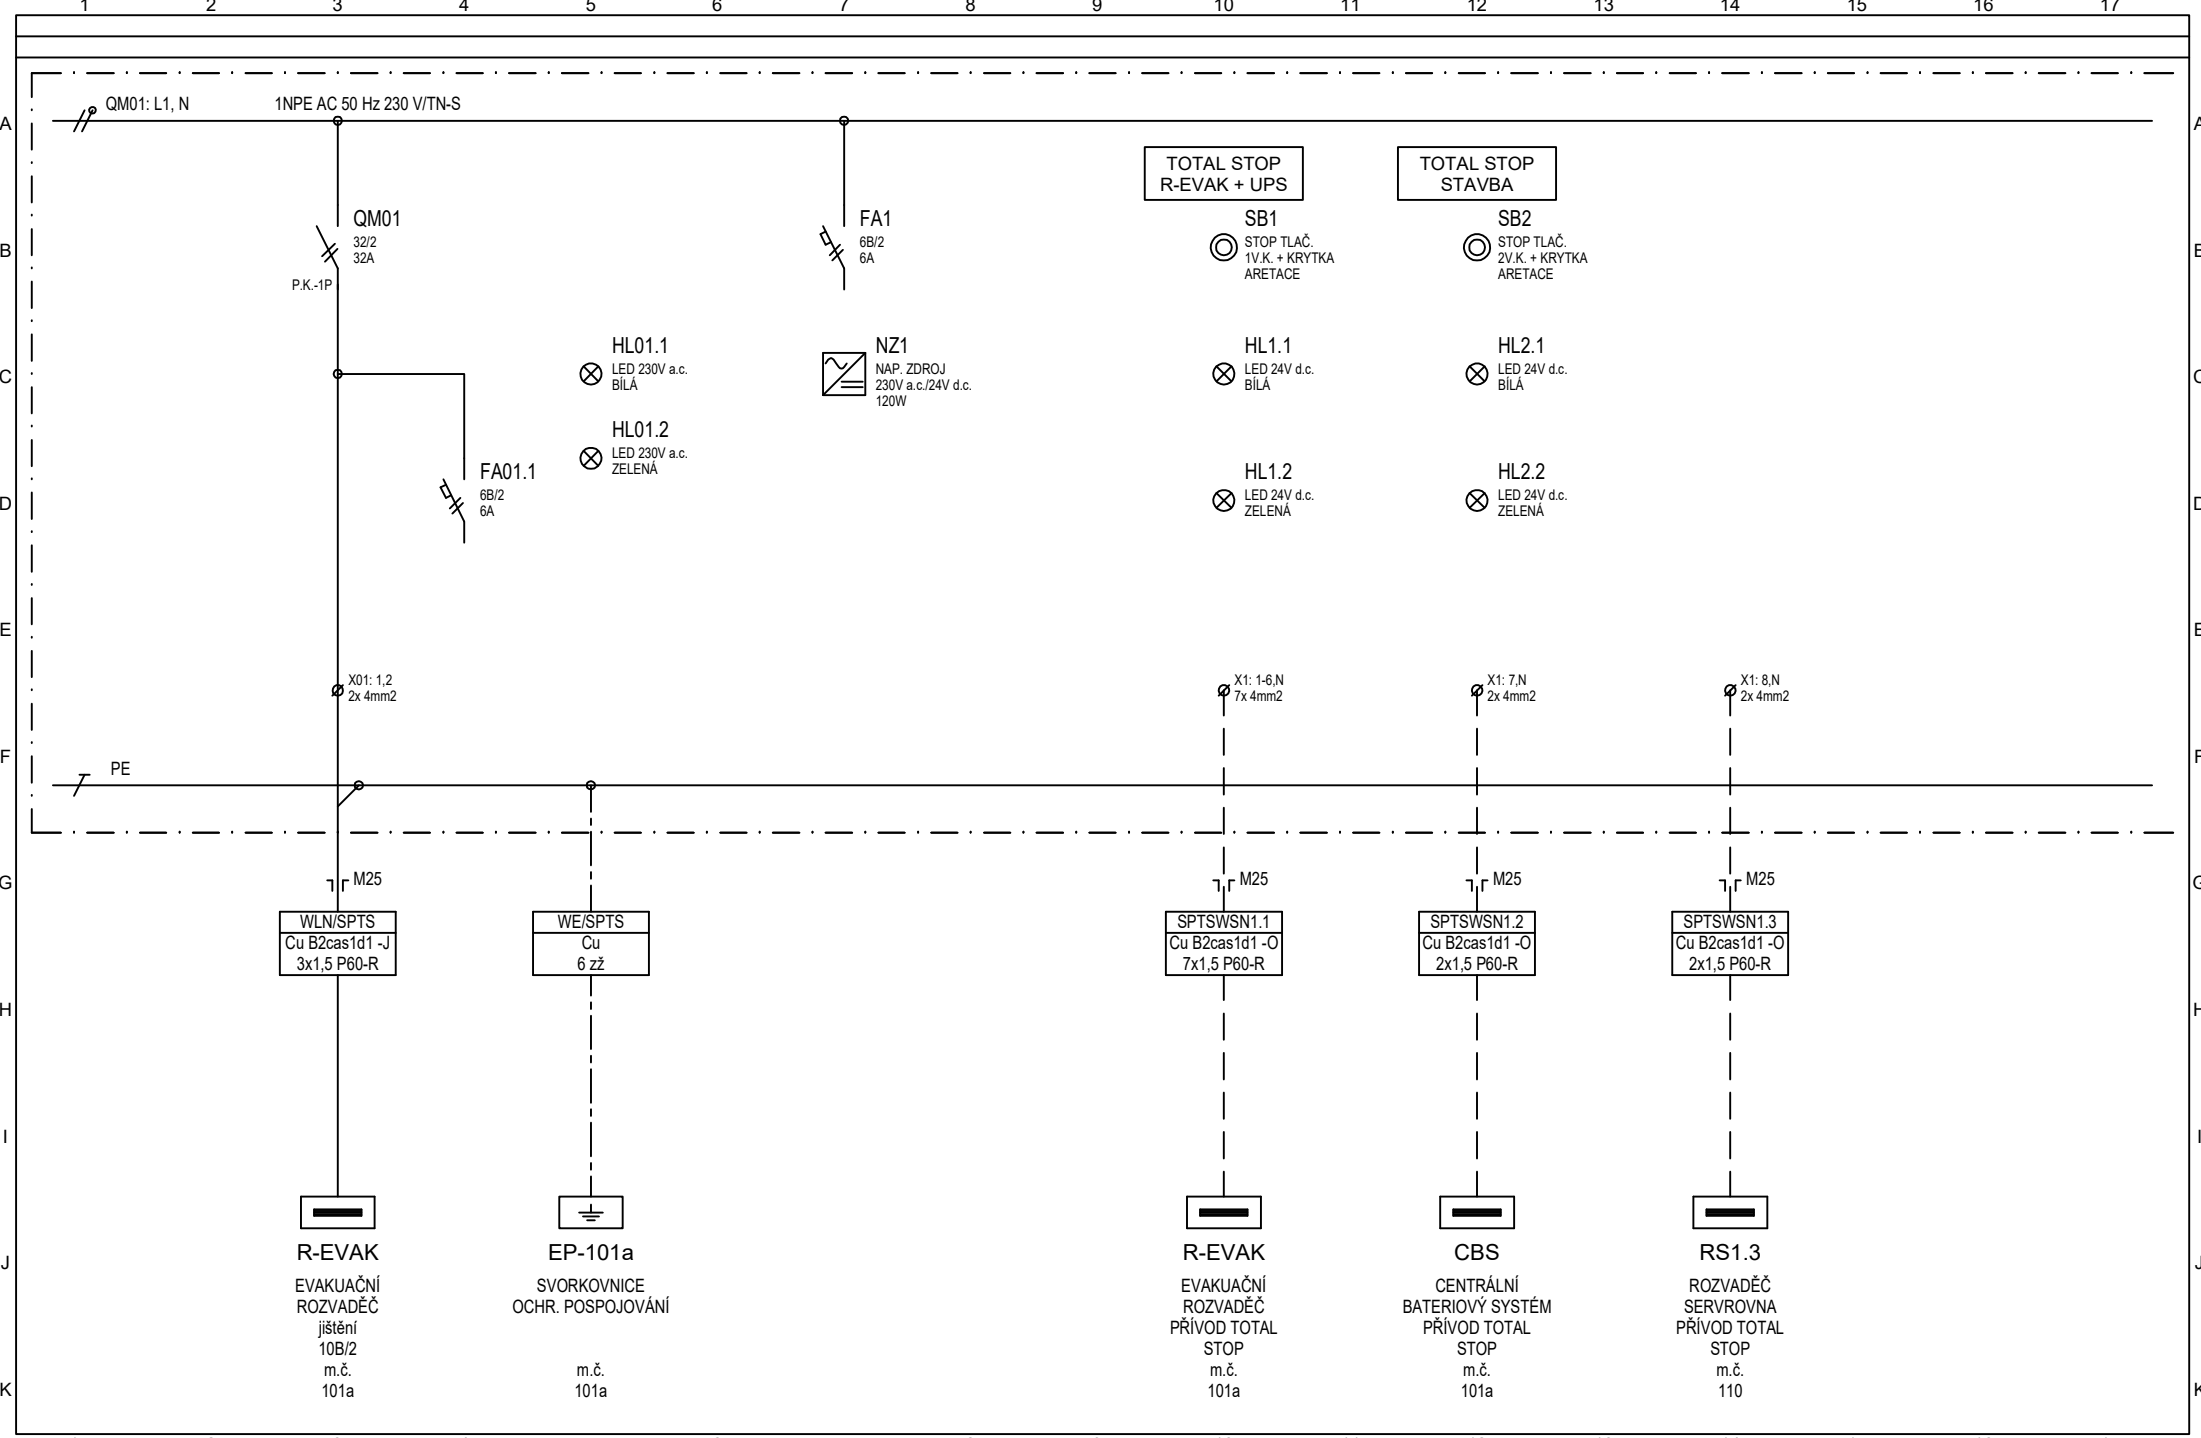 1 2 3 4 5 6 7 8 9 10 11 12 13 14 15 16 17
A
QM01: L1, N
1NPE AC 50 Hz 230 V/TN-S
A
TOTAL STOP
R-EVAK + UPS
TOTAL STOP
STAVBA
B
QM01
32/2
32A
P.K.-1P
FA1
6B/2
6A
SB1
STOP TLAČ.
1V.K. + KRYTKA
ARETACE
SB2
STOP TLAČ.
2V.K. + KRYTKA
ARETACE
C
HL01.1
LED 230V a.c.
BÍLÁ
NZ1
NAP. ZDROJ
230V a.c./24V d.c.
120W
HL1.1
LED 24V d.c.
BÍLÁ
HL2.1
LED 24V d.c.
BÍLÁ
HL01.2
LED 230V a.c.
ZELENÁ
D
FA01.1
6B/2
6A
HL1.2
LED 24V d.c.
ZELENÁ
HL2.2
LED 24V d.c.
ZELENÁ
E
X01: 1,2
2x 4mm2
X1: 1-6,N
7x 4mm2
X1: 7,N
2x 4mm2
X1: 8,N
2x 4mm2
F
PE
G
M25
M25
M25
M25
WLN/SPTS
Cu B2cas1d1 -J
3x1,5 P60-R
WE/SPTS
Cu
6 zž
SPTSWSN1.1
Cu B2cas1d1 -O
7x1,5 P60-R
SPTSWSN1.2
Cu B2cas1d1 -O
2x1,5 P60-R
SPTSWSN1.3
Cu B2cas1d1 -O
2x1,5 P60-R
H
I
J
R-EVAK
EVAKUAČNÍ
ROZVADĚČ
jištění
10B/2
m.č.
101a
EP-101a
SVORKOVNICE
OCHR. POSPOJOVÁNÍ
m.č.
101a
R-EVAK
EVAKUAČNÍ
ROZVADĚČ
PŘÍVOD TOTAL
STOP
m.č.
101a
CBS
CENTRÁLNÍ
BATERIOVÝ SYSTÉM
PŘÍVOD TOTAL
STOP
m.č.
101a
RS1.3
ROZVADĚČ
SERVROVNA
PŘÍVOD TOTAL
STOP
m.č.
110
K